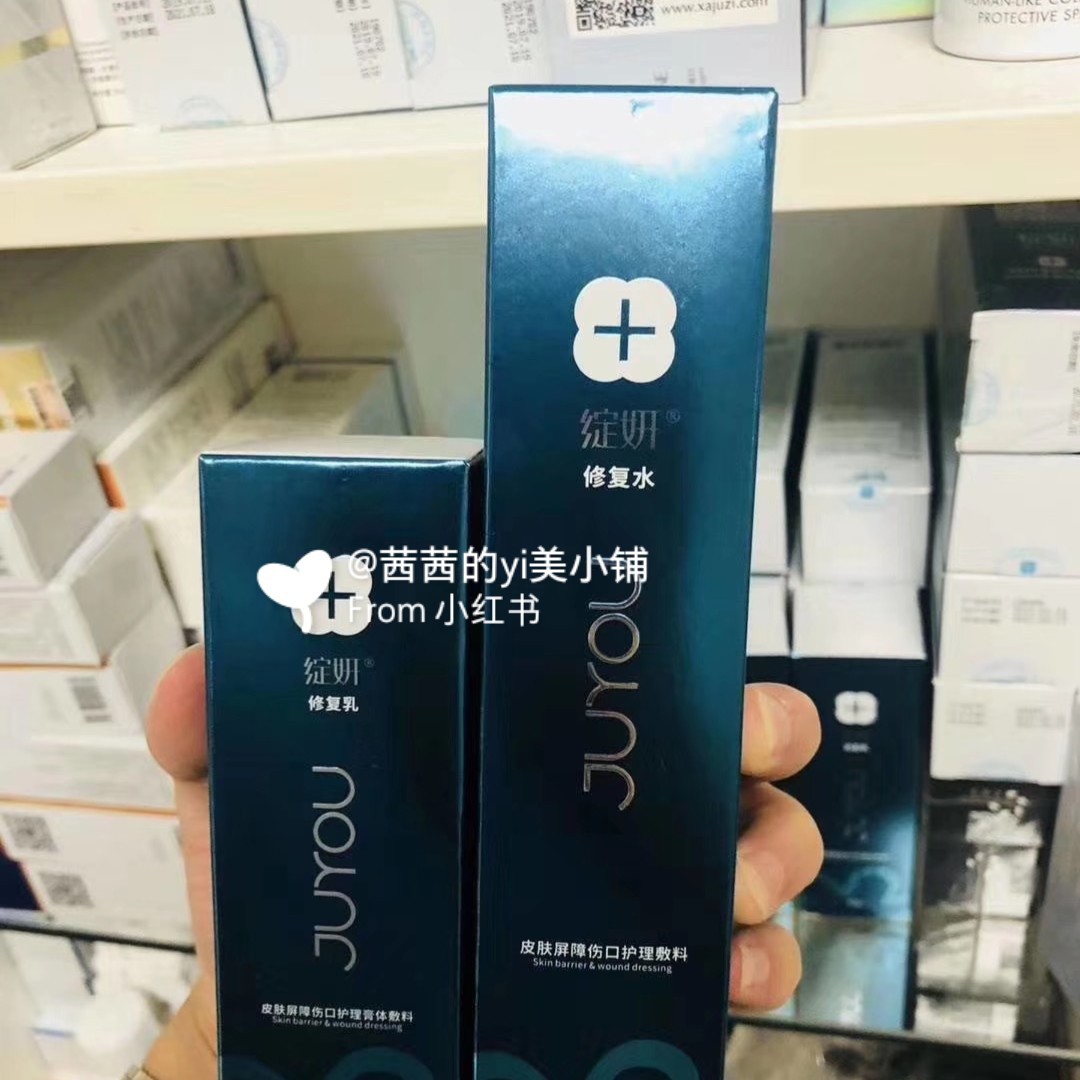 www.xajuzi.com
PROTECTIVE SP
绽妍®
修复水
JUYOU
皮肤屏障伤口护理敷料
Skin barrier & wound dressing
@茜茜的yi美小铺
From 小红书
绽妍®
修复乳
JUYOU
皮肤屏障伤口护理膏体敷料
Skin barrier & wound dressing